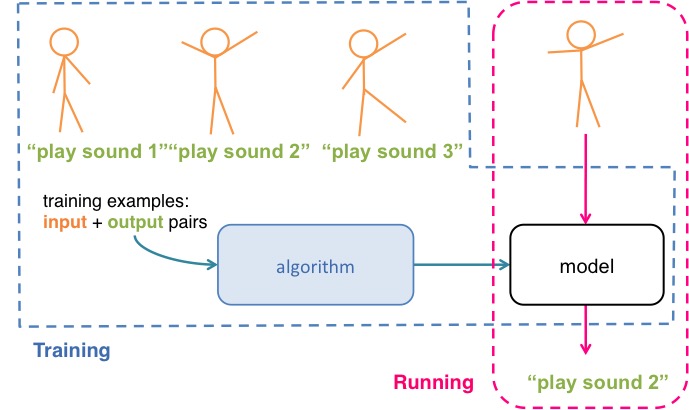 “play sound 1” “play sound 2” “play sound 3”
training examples:
input + output pairs
algorithm
model
Training
Running
“play sound 2”